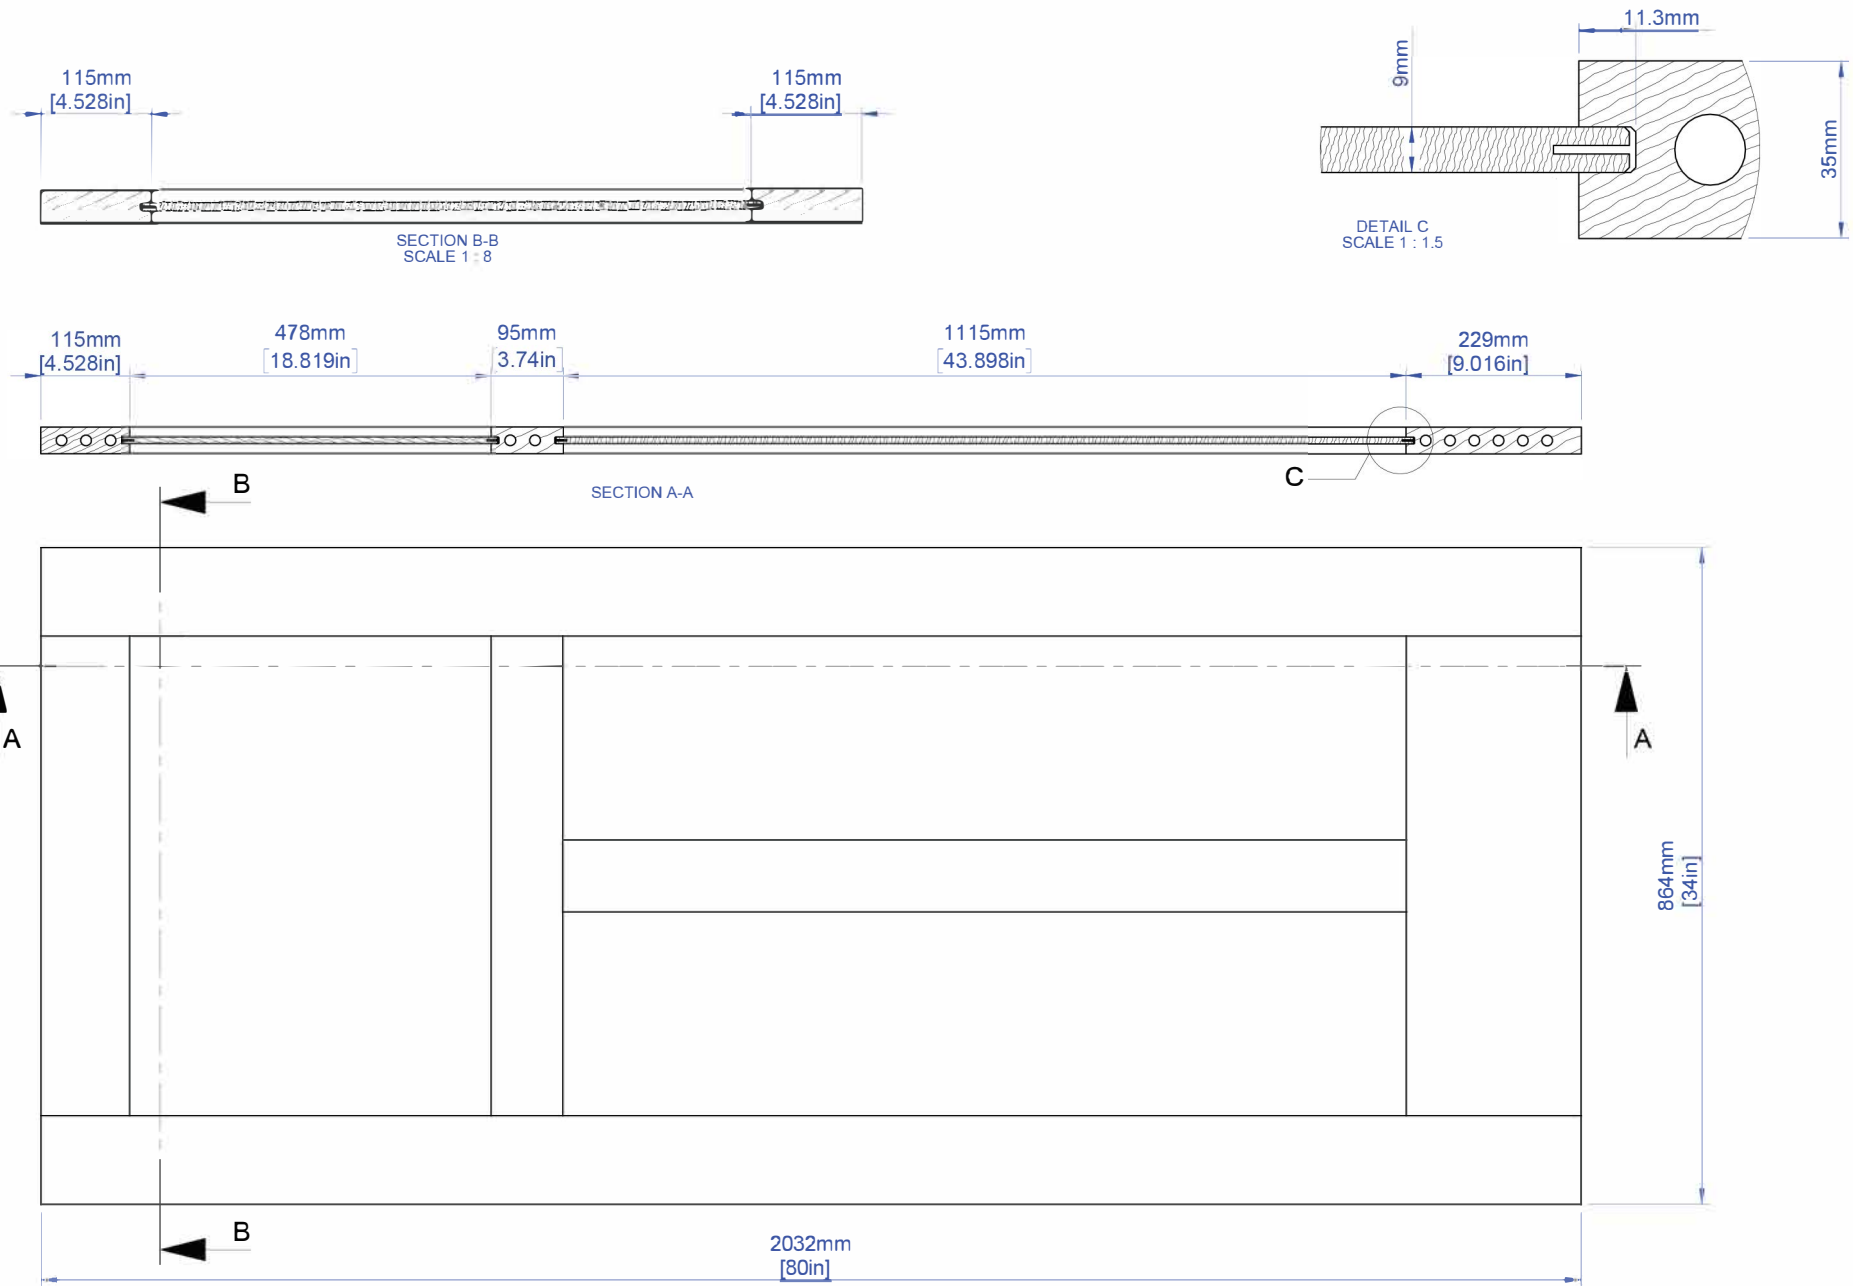 11.3mm
115mm
[4.528in]
115mm
[4.528in]
9mm
35mm
SECTION B-B
SCALE 1 : 8
DETAIL C
SCALE 1 : 1.5
115mm
[4.528in]
478mm
[18.819in]
95mm
[3.74in]
1115mm
[43.898in]
229mm
[9.016in]
C
B
SECTION A-A
A
A
864mm
[34in]
B
2032mm
[80in]